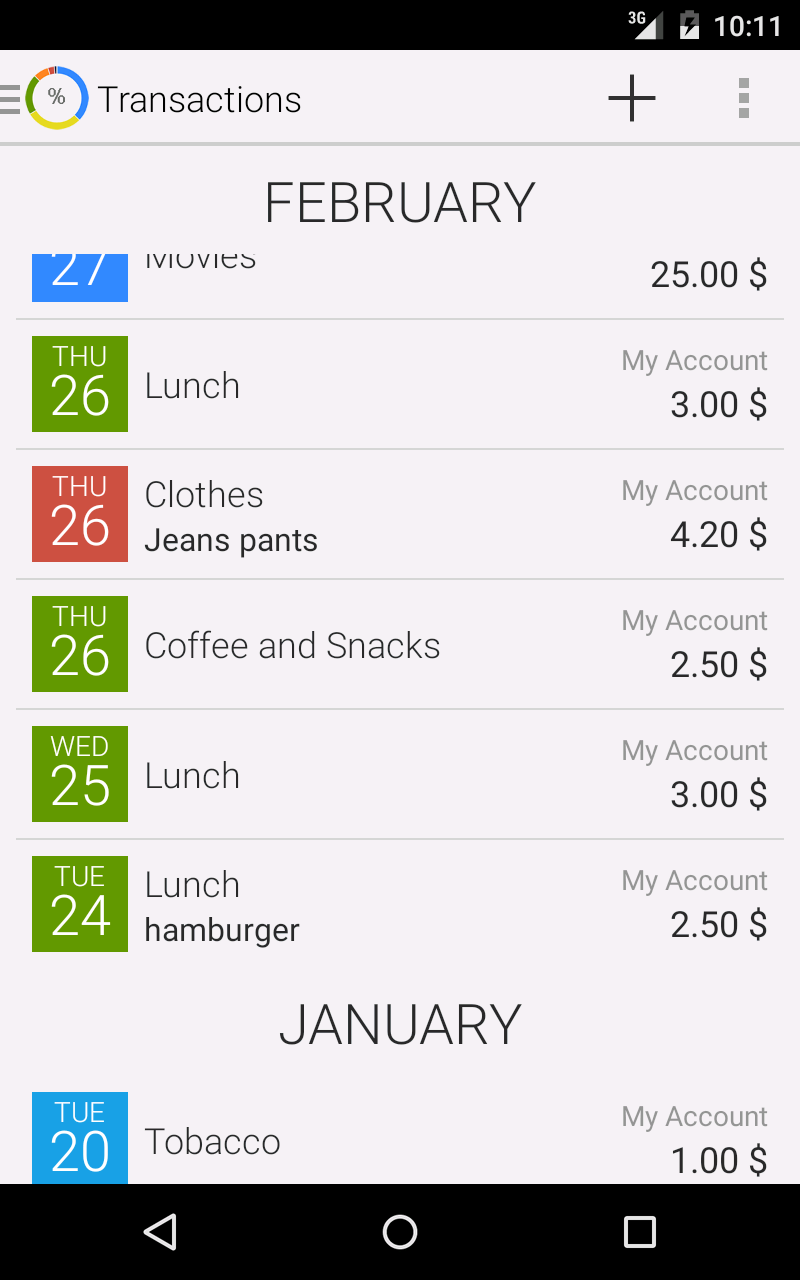 3G 10:11
% Transactions
FEBRUARY
27 Movies 25.00 $
THU
26
Lunch
My Account
3.00 $
THU
26
Clothes
Jeans pants
My Account
4.20 $
THU
26
Coffee and Snacks
My Account
2.50 $
WED
25
Lunch
My Account
3.00 $
TUE
24
Lunch
hamburger
My Account
2.50 $
JANUARY
TUE
20
Tobacco
My Account
1.00 $